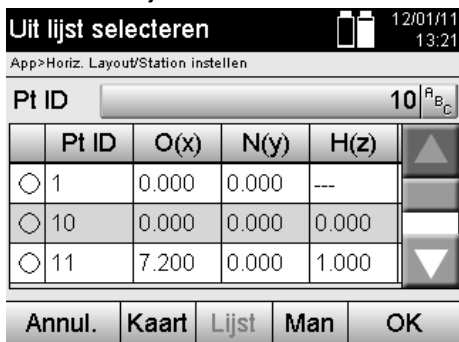 Uit lijst selecteren 12/01/11
13:21
App>Horiz. Layout/Station instellen
Pt ID 10 ABC
Pt ID O(x) N(y) H(z)
1 0.000 0.000 ---
10 0.000 0.000 0.000
11 7.200 0.000 1.000
Annul. Kaart Lijst Man OK